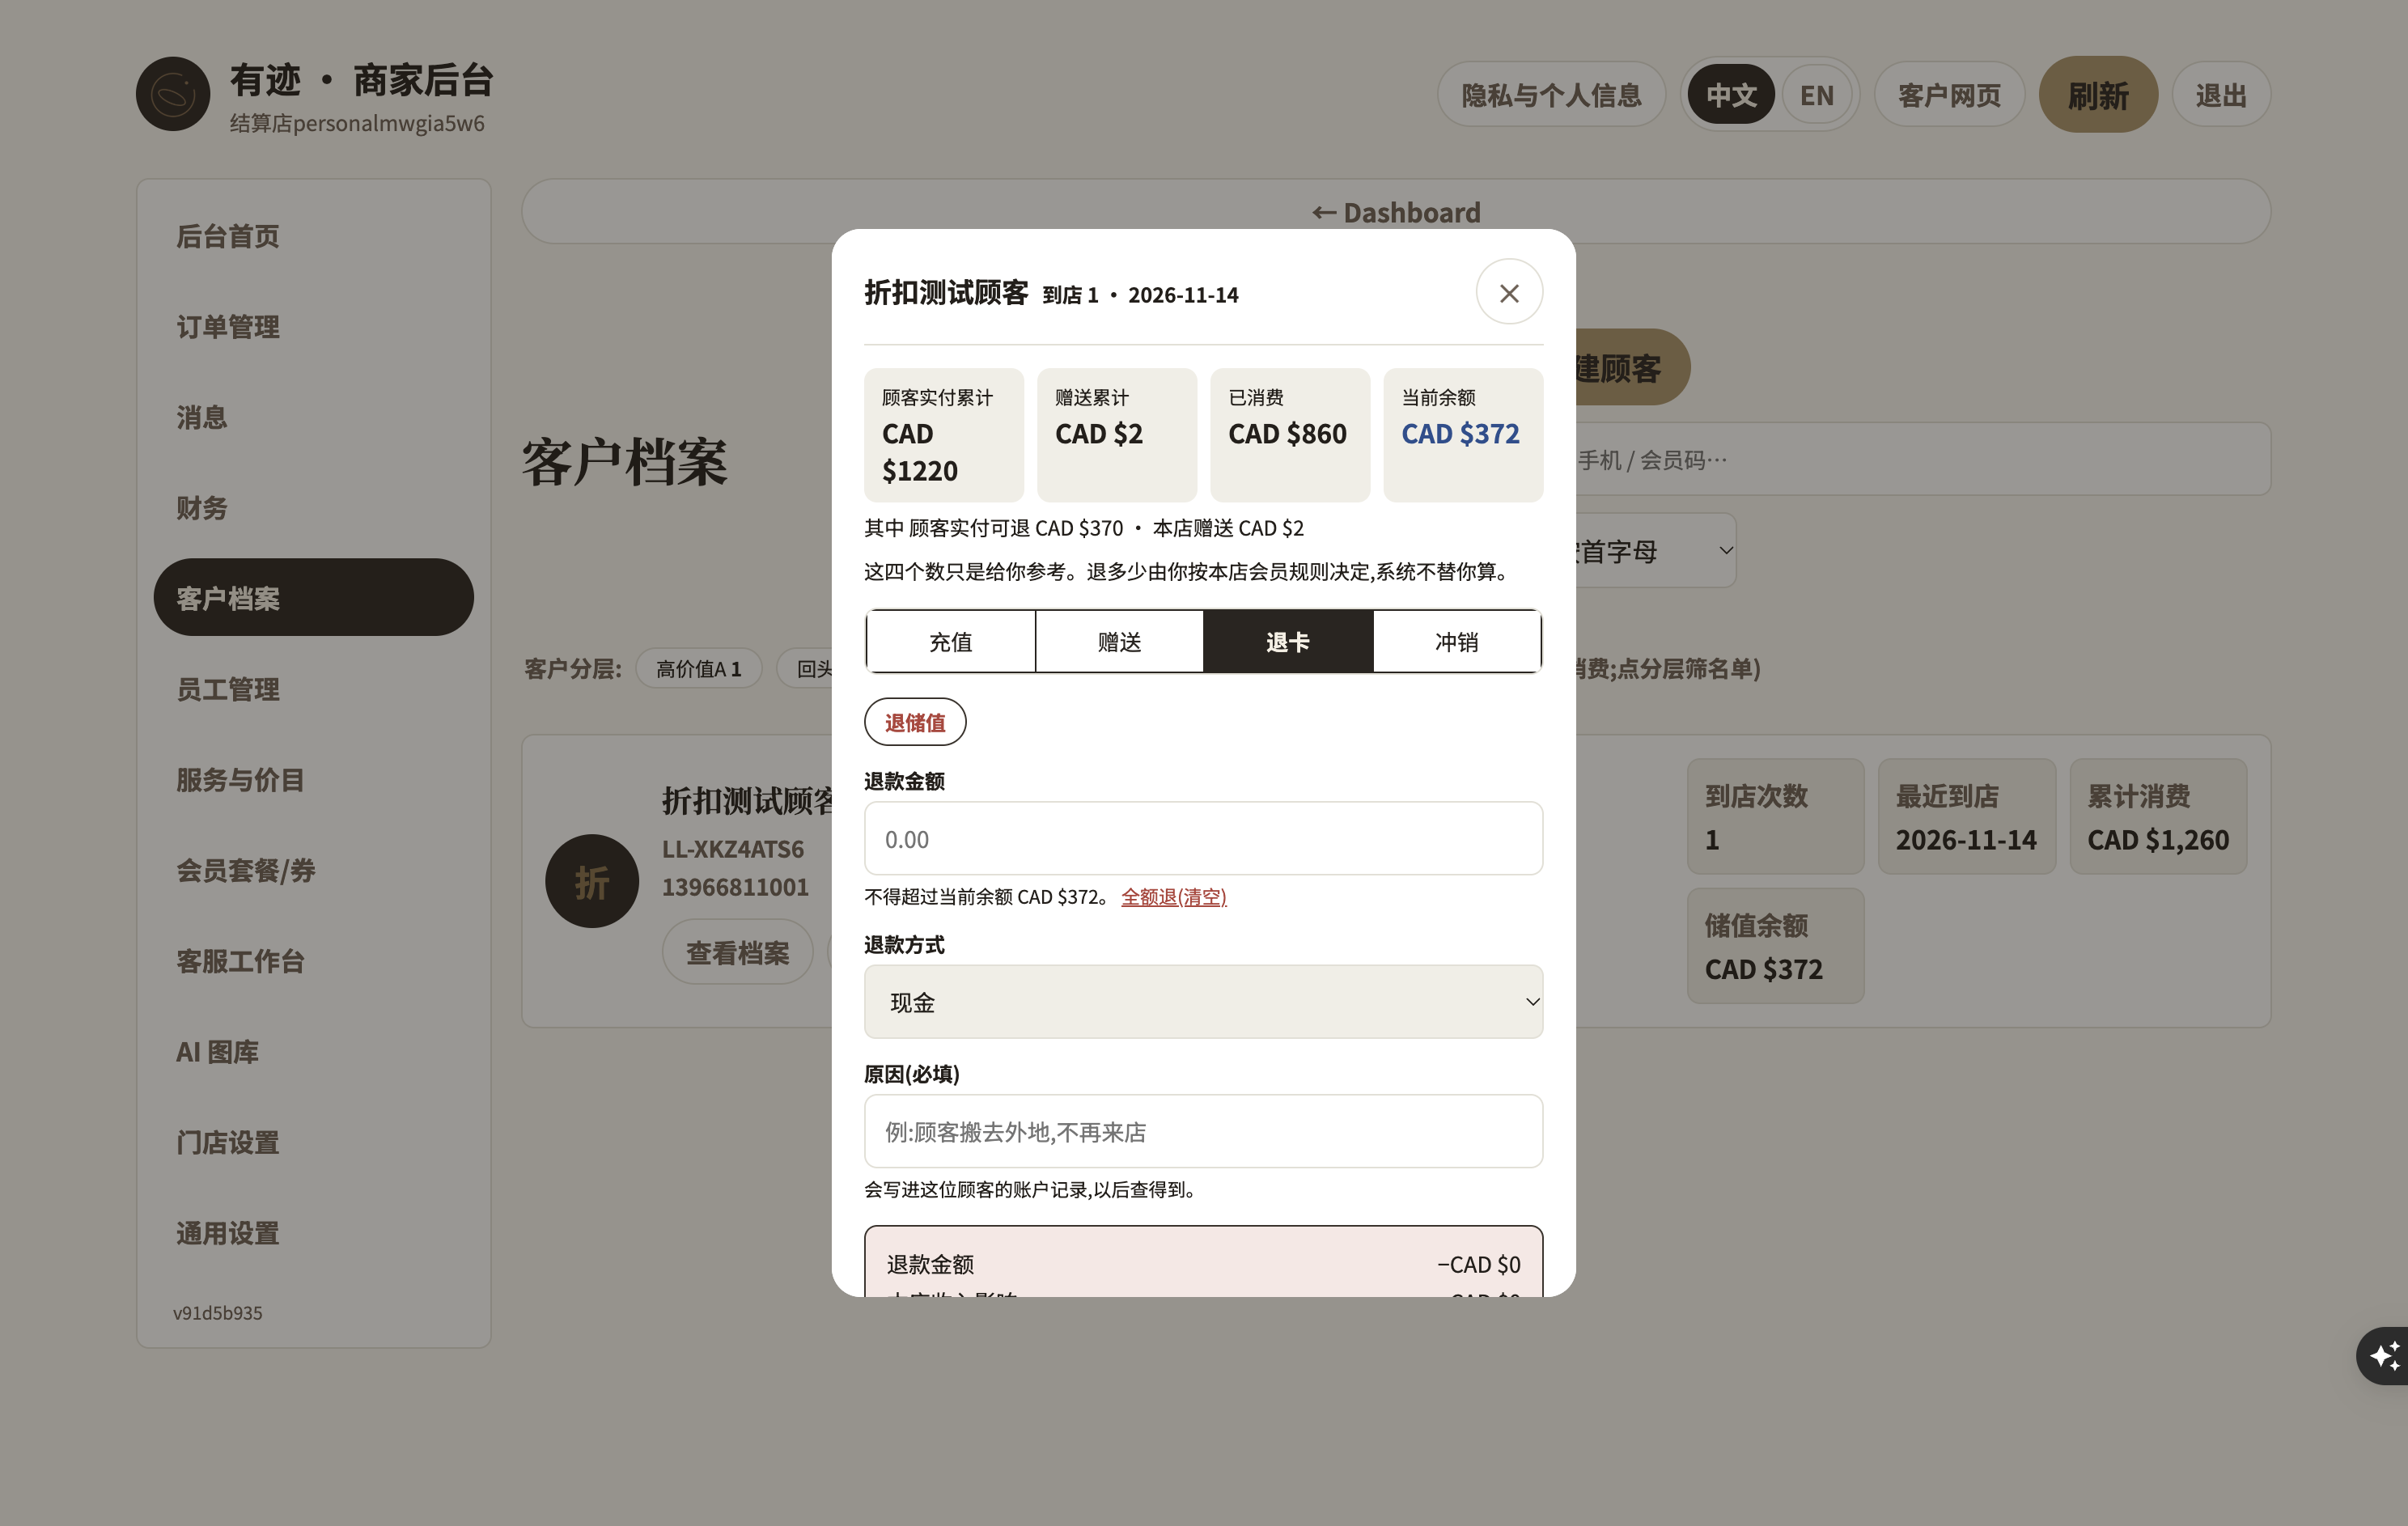 有迹 · 商家后台
结算店personalmwgia5w6
隐私与个人信息
中文
EN
客户网页
刷新
退出
后台首页
订单管理
消息
财务
客户档案
员工管理
服务与价目
会员套餐/券
客服工作台
AI 图库
门店设置
通用设置
v91d5b935
← Dashboard
客户档案
建顾客
手机 / 会员码…
首字母
客户分层:
高价值A 1
回头
消费;点分层筛名单)
折
折扣测试顾客
LL-XKZ4ATS6
13966811001
查看档案
到店次数
1
最近到店
2026-11-14
累计消费
CAD $1,260
储值余额
CAD $372
折扣测试顾客 到店 1 · 2026-11-14
顾客实付累计
CAD
$1220
赠送累计
CAD $2
已消费
CAD $860
当前余额
CAD $372
其中 顾客实付可退 CAD $370 · 本店赠送 CAD $2
这四个数只是给你参考。退多少由你按本店会员规则决定,系统不替你算。
充值
赠送
退卡
冲销
退储值
退款金额
0.00
不得超过当前余额 CAD $372。 全额退(清空)
退款方式
现金
原因(必填)
例:顾客搬去外地,不再来店
会写进这位顾客的账户记录,以后查得到。
退款金额
−CAD $0